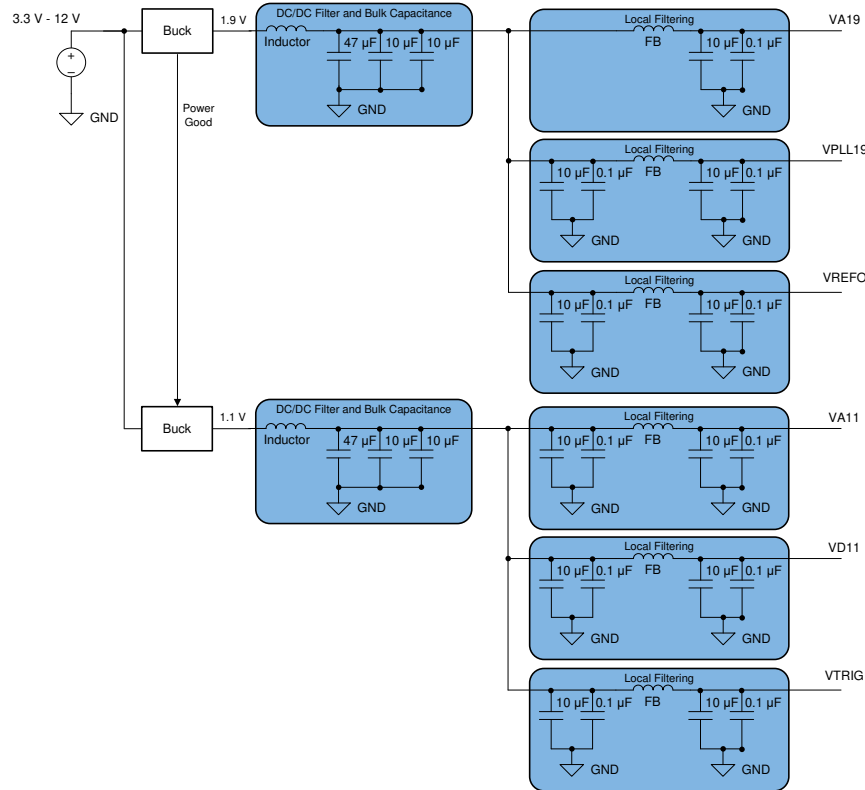 3.3 V - 12 V
+
−
GND
Buck
1.9 V
Power
Good
DC/DC Filter and Bulk Capacitance
Inductor
47 µF 10 µF 10 µF
GND
Local Filtering
FB
10 µF 0.1 µF
GND
VA19
Local Filtering
10 µF 0.1 µF FB 10 µF 0.1 µF
GND GND
VPLL19
Local Filtering
10 µF 0.1 µF FB 10 µF 0.1 µF
GND GND
VREFO
Buck
1.1 V
DC/DC Filter and Bulk Capacitance
Inductor
47 µF 10 µF 10 µF
GND
Local Filtering
10 µF 0.1 µF FB 10 µF 0.1 µF
GND GND
VA11
Local Filtering
10 µF 0.1 µF FB 10 µF 0.1 µF
GND GND
VD11
Local Filtering
10 µF 0.1 µF FB 10 µF 0.1 µF
GND GND
VTRIG